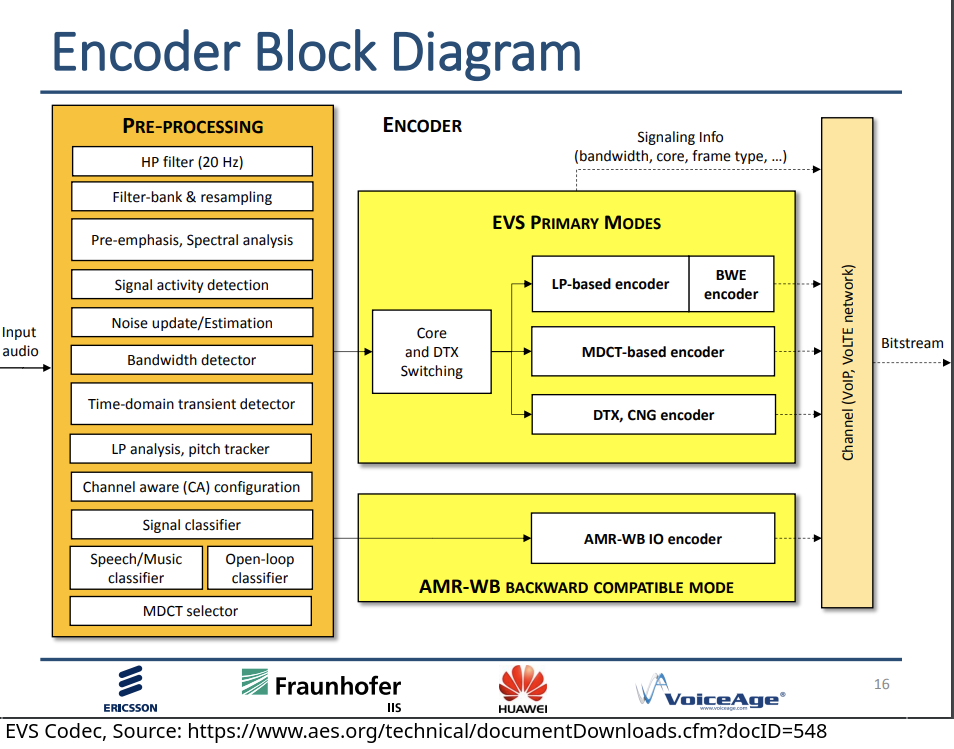 Encoder Block Diagram
PRE-PROCESSING
HP filter (20 Hz)
Filter-bank & resampling
Pre-emphasis, Spectral analysis
Signal activity detection
Noise update/Estimation
Bandwidth detector
Time-domain transient detector
LP analysis, pitch tracker
Channel aware (CA) configuration
Signal classifier
Speech/Music
classifier
Open-loop
classifier
MDCT selector
Input
audio
ENCODER
Signaling Info
(bandwidth, core, frame type, ...)
EVS PRIMARY MODES
Core
and DTX
Switching
LP-based encoder
BWE
encoder
MDCT-based encoder
DTX, CNG encoder
AMR-WB IO encoder
AMR-WB BACKWARD COMPATIBLE MODE
Channel (VoIP, VoLTE network)
Bitstream
ERICSSON
Fraunhofer
IIS
HUAWEI
VoiceAge®
www.voiceage.com
16
EVS Codec, Source: https://www.aes.org/technical/documentDownloads.cfm?docID=548